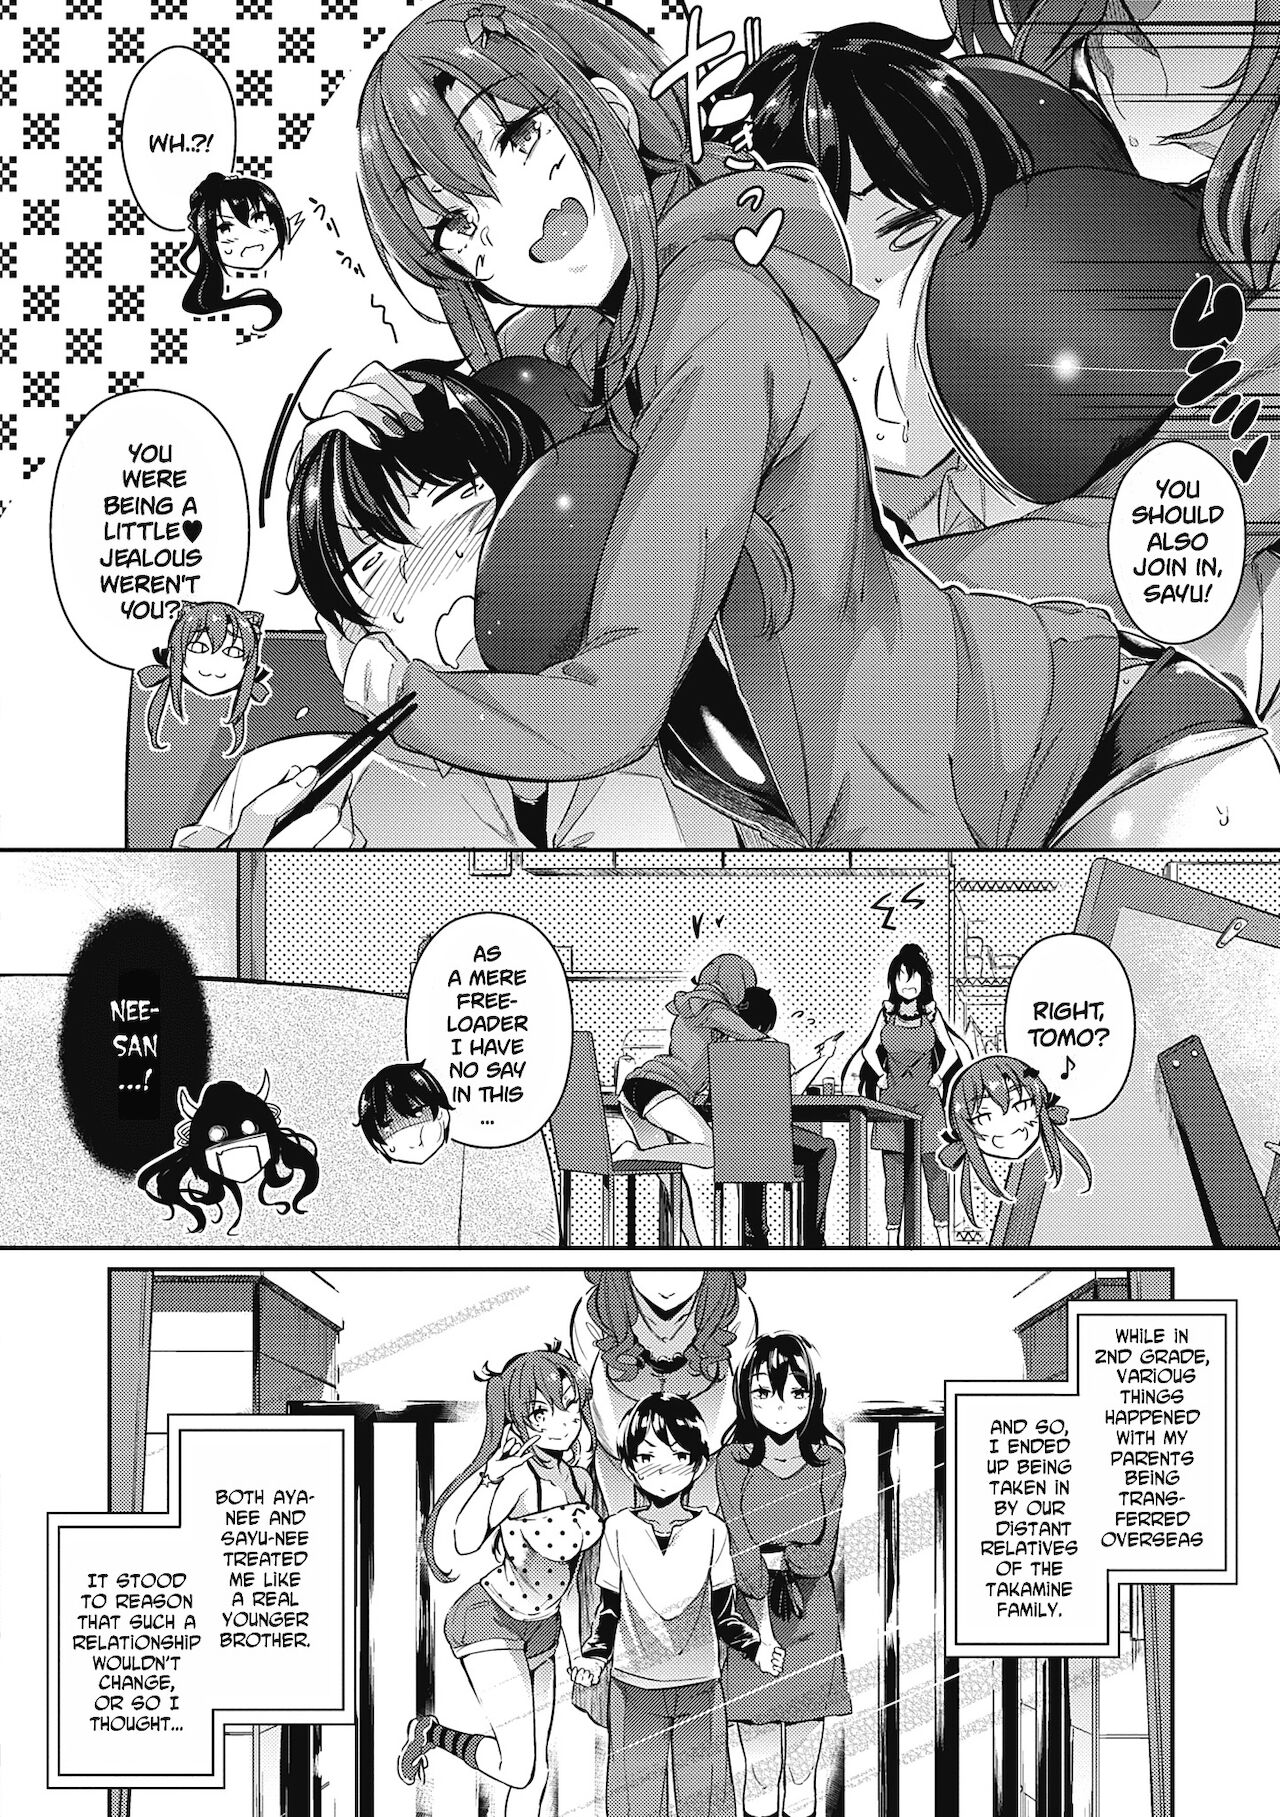 YOU
SHOULD
ALSO
JOIN IN,
SAYU!
WH..?!
YOU
WERE
BEING A
LITTLE♥
JEALOUS
WEREN'T
YOU?
RIGHT,
TOMO?
♪
AS
A MERE
FREE-
LOADER
I HAVE
NO SAY
IN THIS
...
NEE-
SAN
...!
WHILE IN
2ND GRADE,
VARIOUS
THINGS
HAPPENED
WITH MY
PARENTS
BEING
TRANS-
FERRED
OVERSEAS
AND SO,
I ENDED
UP BEING
TAKEN IN
BY OUR
DISTANT
RELATIVES
OF THE
TAKAMINE
FAMILY.
BOTH AYA-
NEE AND
SAYU-NEE
TREATED
ME LIKE
A REAL
YOUNGER
BROTHER.
IT STOOD
TO REASON
THAT SUCH A
RELATIONSHIP
WOULDN'T
CHANGE,
OR SO I
THOUGHT...